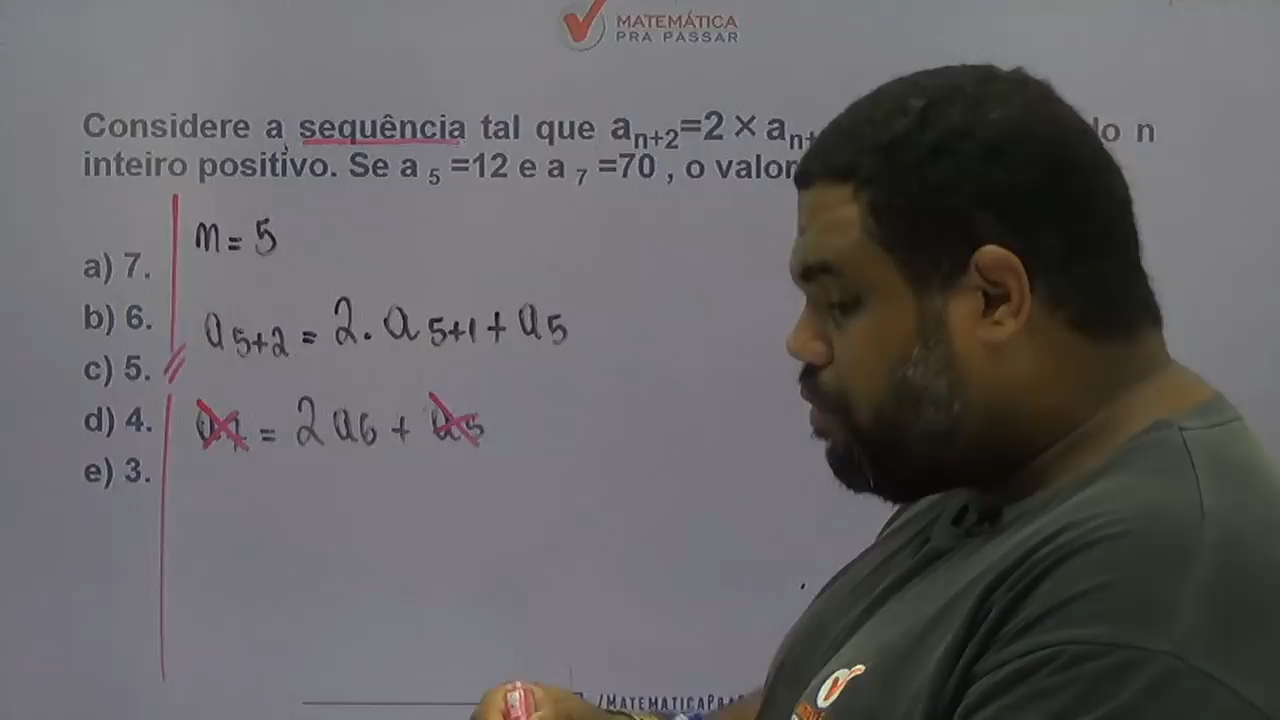 MATEMÁTICA
PRA PASSAR
Considere a sequência tal que aₙ₊₂=2×aₙ₊ n
inteiro positivo. Se a ₅ =12 e a ₇ =70 , o valor
n = 5
a) 7.
b) 6.
a₅₊₂ = 2. a₅₊₁ + a₅
c) 5.
d) 4.
a₇ = 2a₆ + a₅
e) 3.